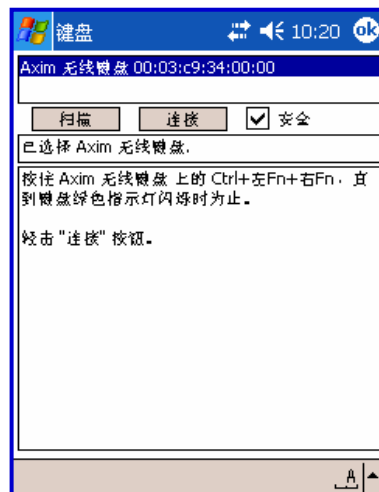 键盘 10:20 ok
Axim 无线键盘 00:03:c9:34:00:00
扫描 连接 安全
已选择 Axim 无线键盘.
按住 Axim 无线键盘 上的 Ctrl+左Fn+右Fn，直
到键盘绿色指示灯闪烁时为止。
轻击"连接" 按钮。
A